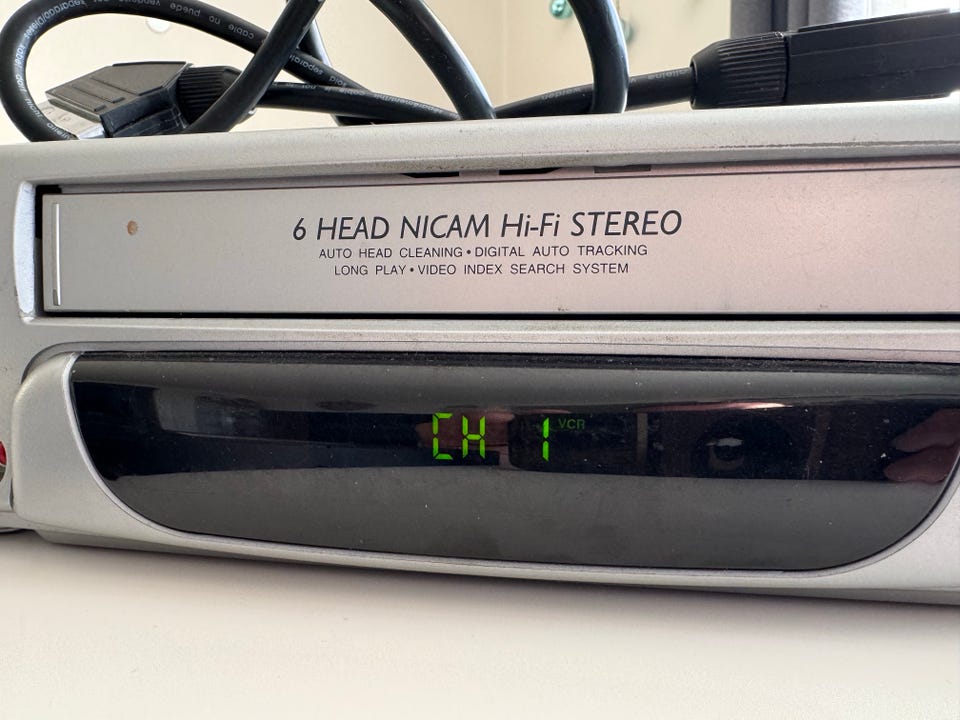 6 HEAD NICAM Hi-Fi STEREO
AUTO HEAD CLEANING • DIGITAL AUTO TRACKING
LONG PLAY • VIDEO INDEX SEARCH SYSTEM
CH 1 VCR